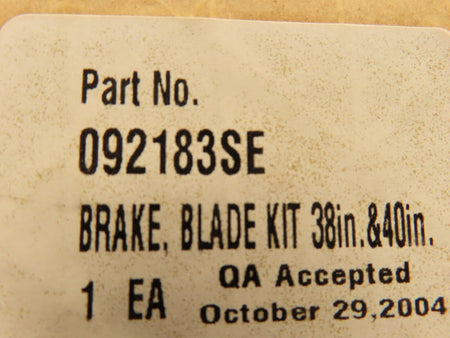 Part No.
092183SE
BRAKE, BLADE KIT 38in.&40in.
1 EA QA Accepted
October 29,2004